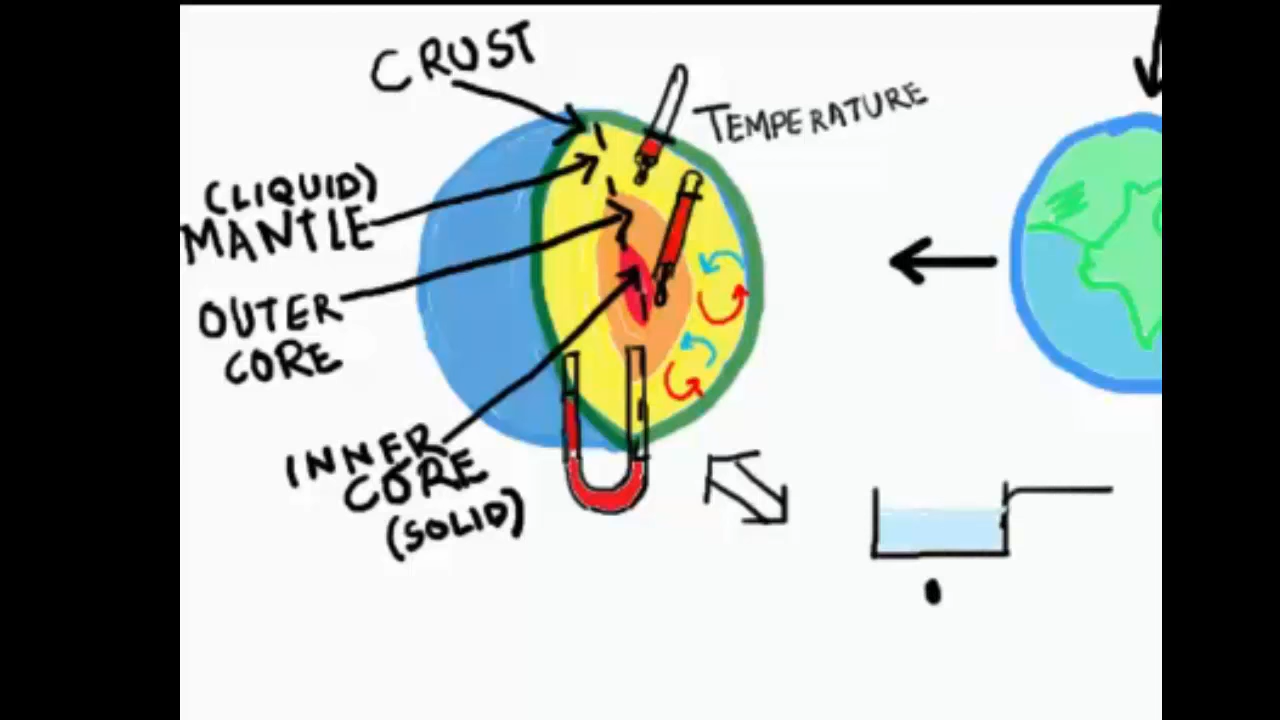 CRUST
TEMPERATURE
(LIQUID)
MANTLE
OUTER
CORE
INNER
CORE
(SOLID)